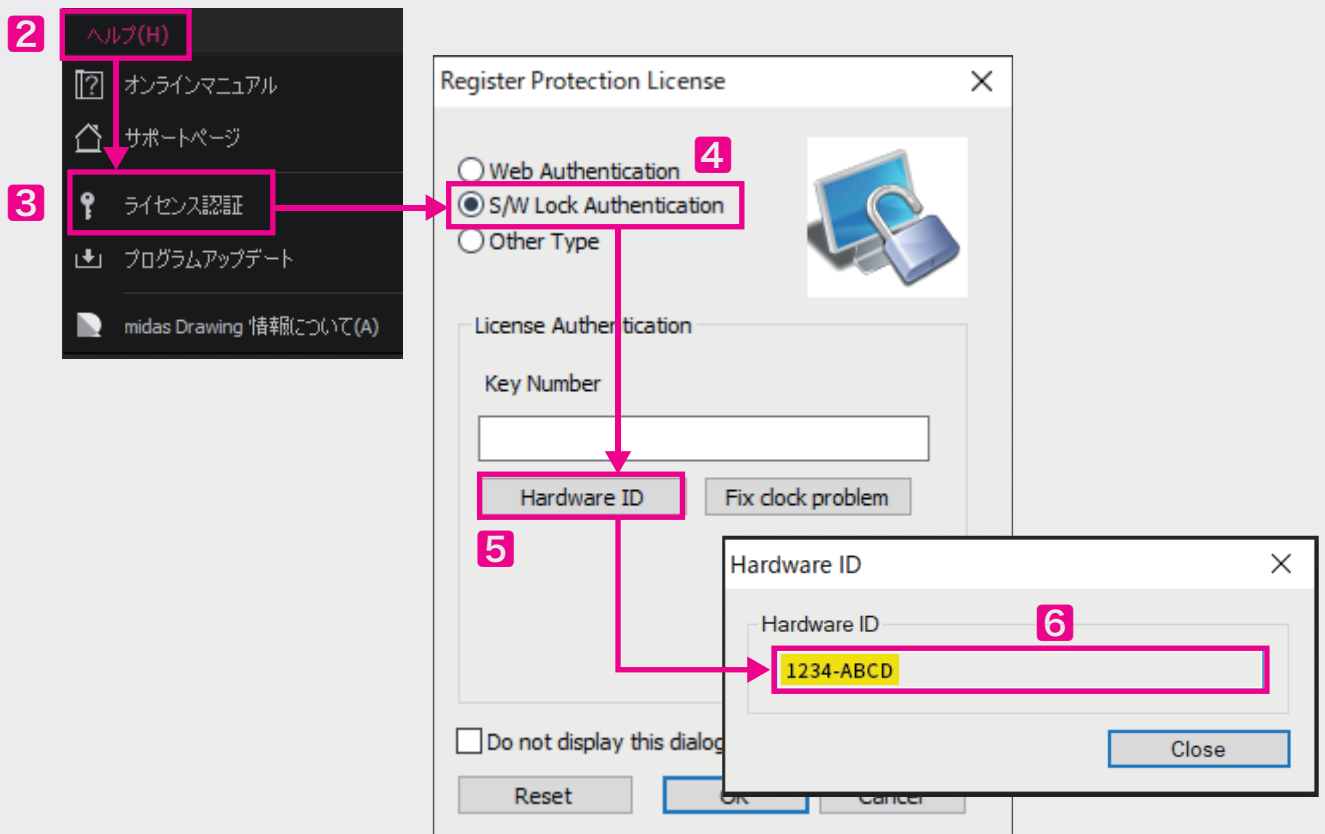 2
ヘルプ(H)
オンラインマニュアル
サポートページ
3
ライセンス認証
プログラムアップデート
midas Drawing 情報について(A)
Register Protection License
4
Web Authentication
S/W Lock Authentication
Other Type
License Authentication
Key Number
Hardware ID
Fix clock problem
5
Hardware ID
Hardware ID
6
1234-ABCD
Close
Do not display this dialog
Reset
OK
Cancel